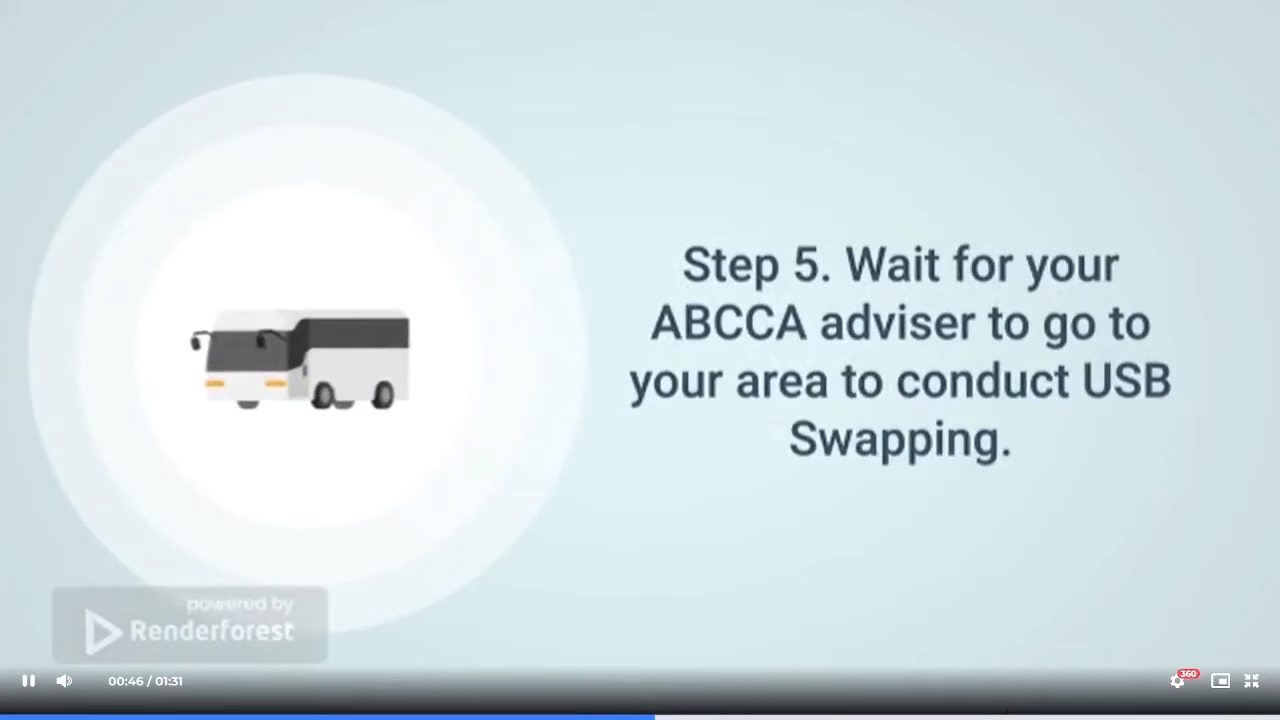 Step 5. Wait for your
ABCCA adviser to go to
your area to conduct USB
Swapping.
powered by
Renderforest
00:46 / 01:31
360